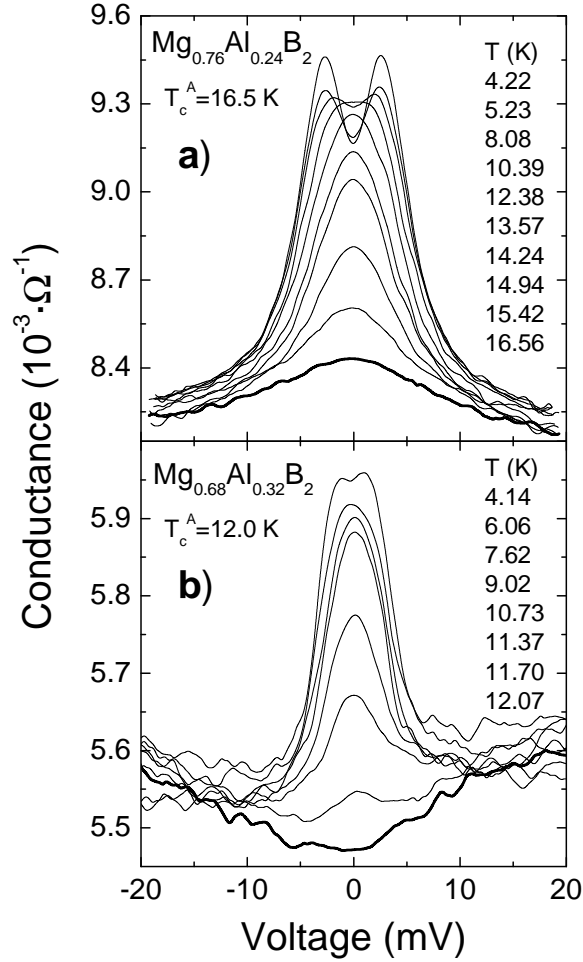 Conductance (10⁻³·Ω⁻¹)
9.6
9.3
9.0
8.7
8.4
Mg₀.₇₆Al₀.₂₄B₂
T_c^A=16.5 K
a)
T (K)
4.22
5.23
8.08
10.39
12.38
13.57
14.24
14.94
15.42
16.56
5.9
5.8
5.7
5.6
5.5
Mg₀.₆₈Al₀.₃₂B₂
T_c^A=12.0 K
b)
T (K)
4.14
6.06
7.62
9.02
10.73
11.37
11.70
12.07
-20 -10 0 10 20
Voltage (mV)